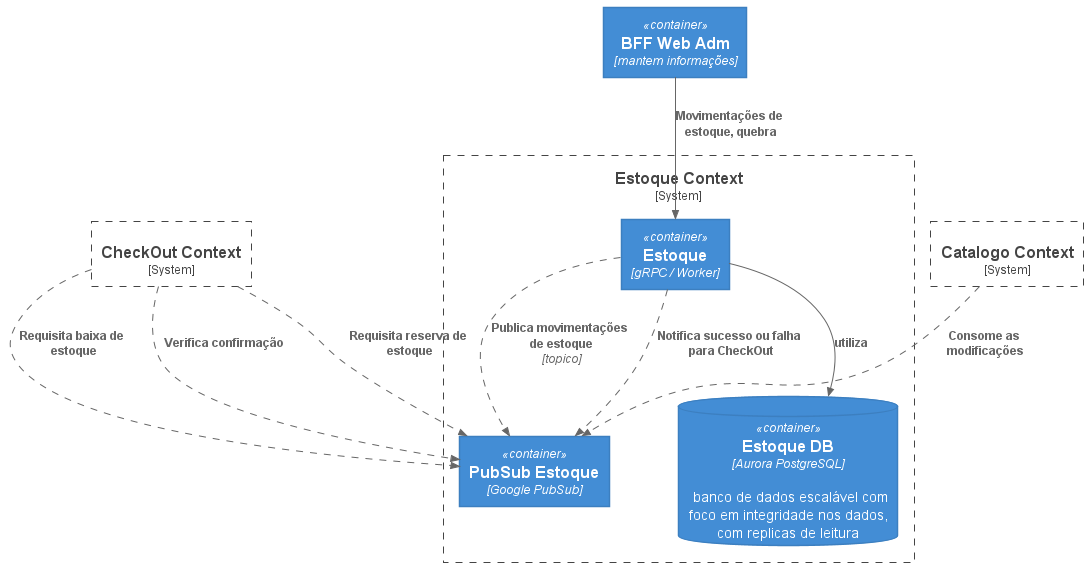 «container»
BFF Web Adm
[mantem informações]
Movimentações de
estoque, quebra
Estoque Context
[System]
«container»
Estoque
[gRPC / Worker]
CheckOut Context
[System]
Catalogo Context
[System]
Requisita baixa de
estoque
Verifica confirmação
Requisita reserva de
estoque
Publica movimentações
de estoque
[topico]
Notifica sucesso ou falha
para CheckOut
utiliza
Consome as
modificações
«container»
PubSub Estoque
[Google PubSub]
«container»
Estoque DB
[Aurora PostgreSQL]
banco de dados escalável com
foco em integridade nos dados,
com replicas de leitura